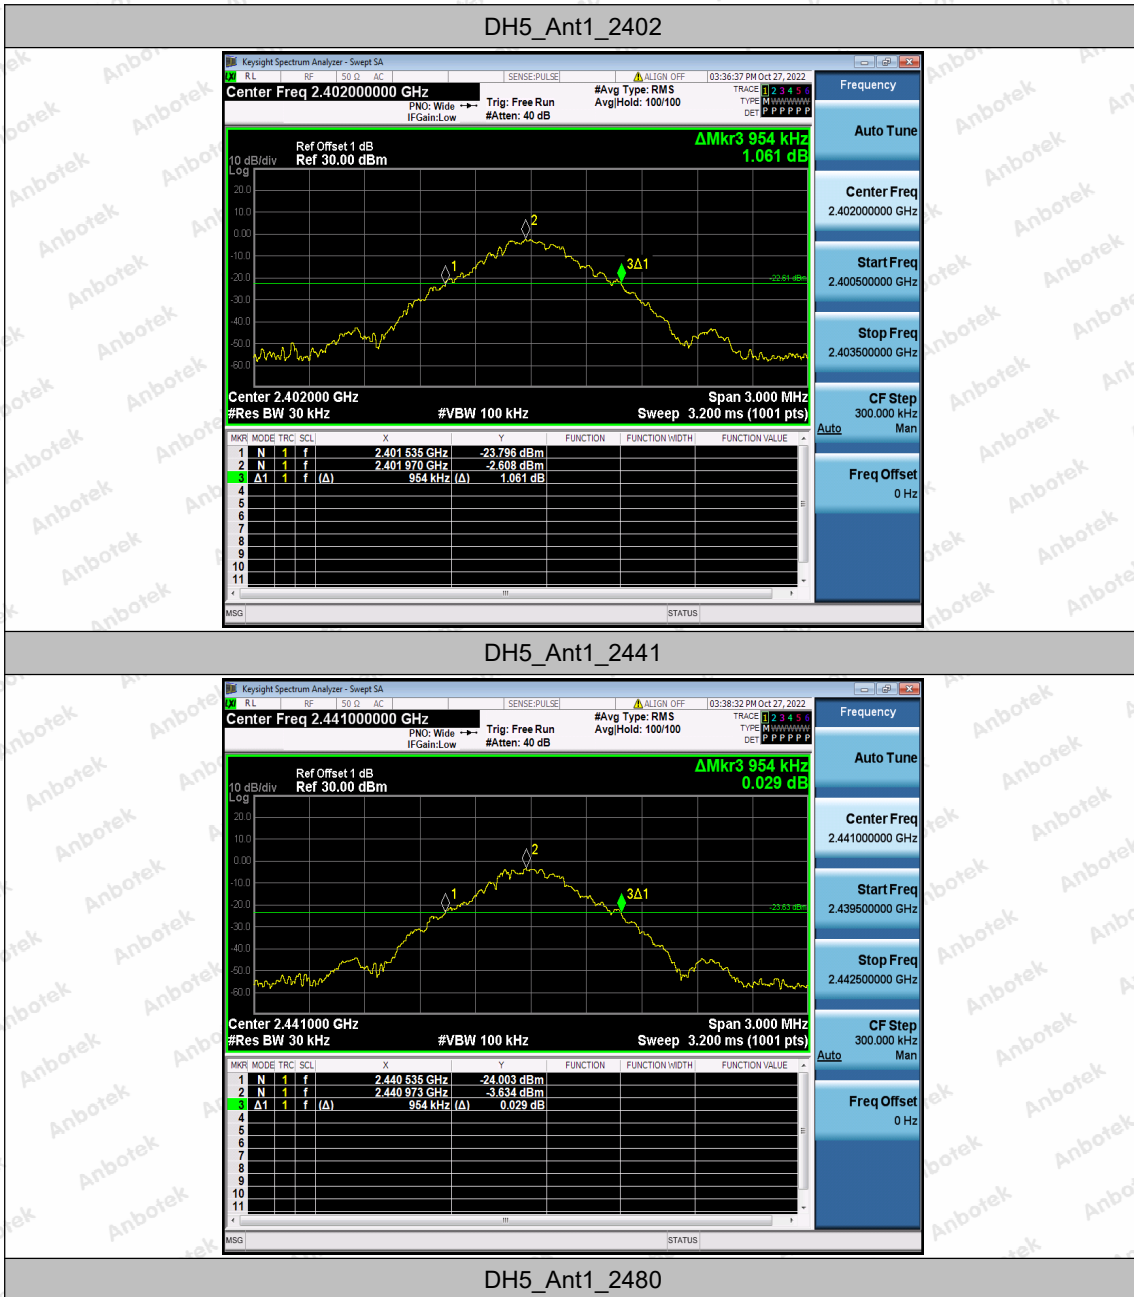 DH5_Ant1_2402
Keysight Spectrum Analyzer - Swept SA
LXI RL RF 50 Ω AC SENSE:PULSE ALIGN OFF 03:36:37 PM Oct 27, 2022
Center Freq 2.402000000 GHz
PNO: Wide
IFGain:Low
Trig: Free Run
#Atten: 40 dB
#Avg Type: RMS
Avg|Hold: 100/100
TRACE 1 2 3 4 5 6
TYPE M WWWWW
DET P P P P P P
ΔMkr3 954 kHz
1.061 dB
Ref Offset 1 dB
10 dB/div Ref 30.00 dBm
Log
20.0
10.0
0.00
-10.0
-20.0
-30.0
-40.0
-50.0
-60.0
1
2
3Δ1
-22.61 dBm
Center 2.402000 GHz Span 3.000 MHz
#Res BW 30 kHz #VBW 100 kHz Sweep 3.200 ms (1001 pts)
MKR MODE TRC SCL X Y FUNCTION FUNCTION WIDTH FUNCTION VALUE
1 N 1 f 2.401 535 GHz -23.796 dBm
2 N 1 f 2.401 970 GHz -2.608 dBm
3 Δ1 1 f (Δ) 954 kHz (Δ) 1.061 dB
4
5
6
7
8
9
10
11
MSG STATUS
Frequency
Auto Tune
Center Freq
2.402000000 GHz
Start Freq
2.400500000 GHz
Stop Freq
2.403500000 GHz
CF Step
300.000 kHz
Auto Man
Freq Offset
0 Hz
DH5_Ant1_2441
Keysight Spectrum Analyzer - Swept SA
LXI RL RF 50 Ω AC SENSE:PULSE ALIGN OFF 03:38:32 PM Oct 27, 2022
Center Freq 2.441000000 GHz
PNO: Wide
IFGain:Low
Trig: Free Run
#Atten: 40 dB
#Avg Type: RMS
Avg|Hold: 100/100
TRACE 1 2 3 4 5 6
TYPE M WWWWW
DET P P P P P P
ΔMkr3 954 kHz
0.029 dB
Ref Offset 1 dB
10 dB/div Ref 30.00 dBm
Log
20.0
10.0
0.00
-10.0
-20.0
-30.0
-40.0
-50.0
-60.0
1
2
3Δ1
-23.63 dBm
Center 2.441000 GHz Span 3.000 MHz
#Res BW 30 kHz #VBW 100 kHz Sweep 3.200 ms (1001 pts)
MKR MODE TRC SCL X Y FUNCTION FUNCTION WIDTH FUNCTION VALUE
1 N 1 f 2.440 535 GHz -24.003 dBm
2 N 1 f 2.440 973 GHz -3.634 dBm
3 Δ1 1 f (Δ) 954 kHz (Δ) 0.029 dB
4
5
6
7
8
9
10
11
MSG STATUS
Frequency
Auto Tune
Center Freq
2.441000000 GHz
Start Freq
2.439500000 GHz
Stop Freq
2.442500000 GHz
CF Step
300.000 kHz
Auto Man
Freq Offset
0 Hz
DH5_Ant1_2480